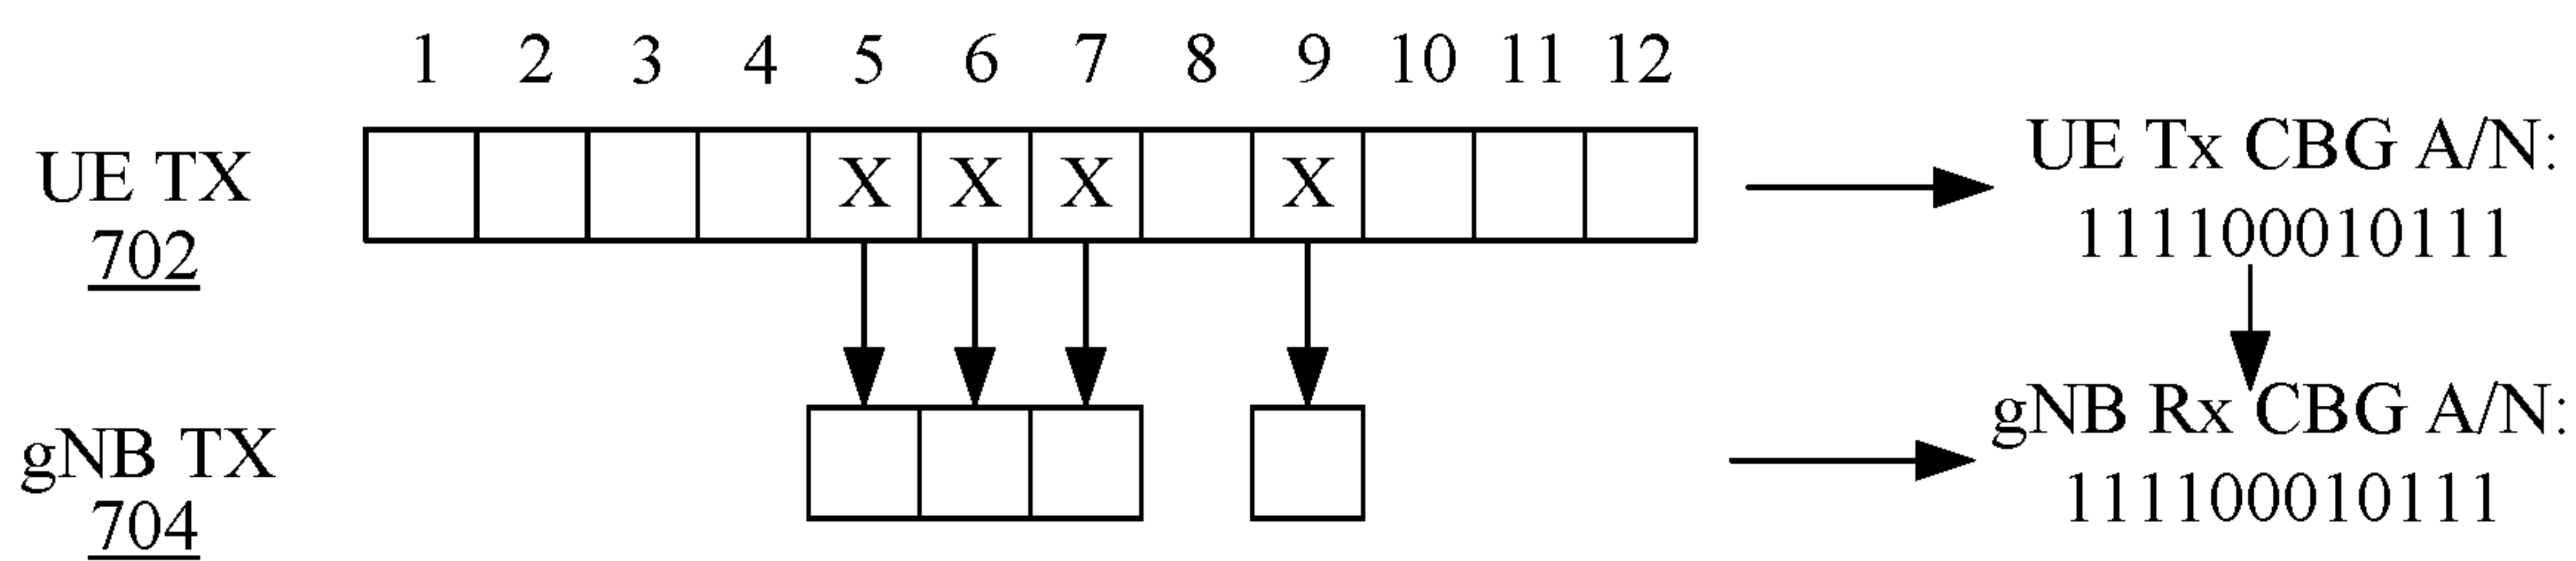 1 2 3 4 5 6 7 8 9 10 11 12
UE TX
702
X X X X
UE Tx CBG A/N:
111100010111
gNB TX
704
gNB Rx CBG A/N:
111100010111